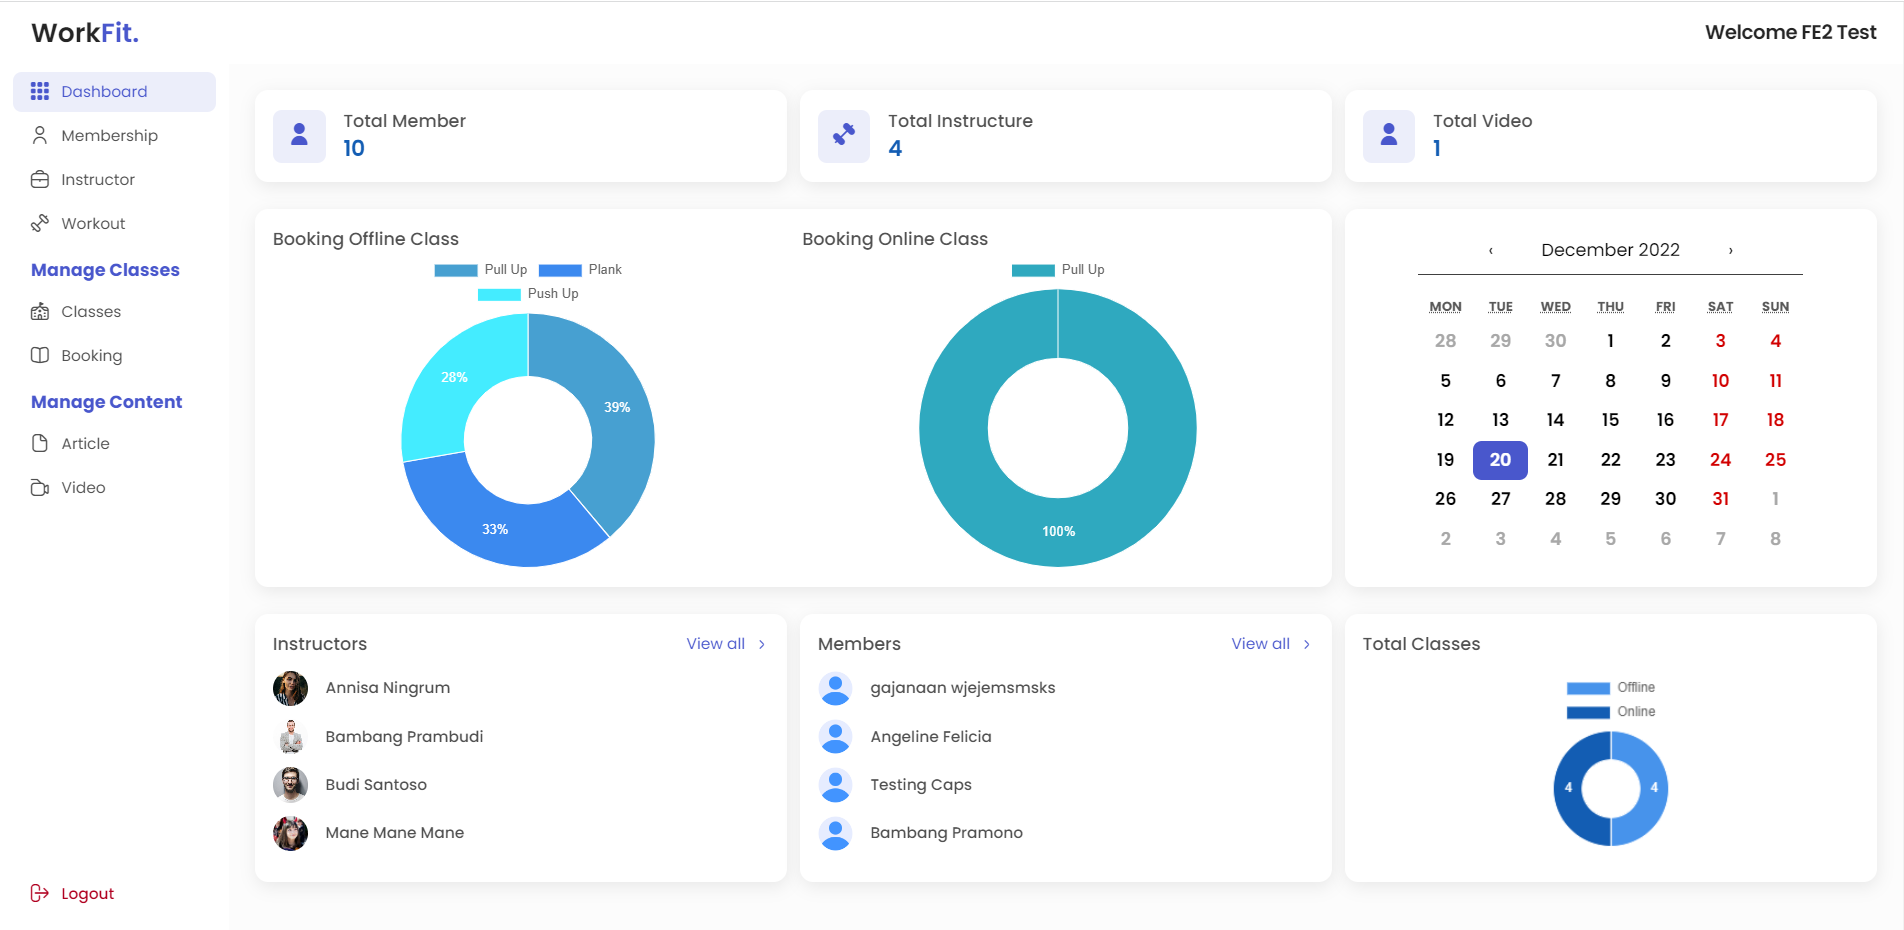 WorkFit.
Welcome FE2 Test
Dashboard
Membership
Instructor
Workout
Manage Classes
Classes
Booking
Manage Content
Article
Video
Logout
Total Member
10
Total Instructure
4
Total Video
1
Booking Offline Class
Pull Up Plank
Push Up
28%
39%
33%
Booking Online Class
Pull Up
100%
‹ December 2022 ›
MON TUE WED THU FRI SAT SUN
28 29 30 1 2 3 4
5 6 7 8 9 10 11
12 13 14 15 16 17 18
19 20 21 22 23 24 25
26 27 28 29 30 31 1
2 3 4 5 6 7 8
Instructors View all ›
Annisa Ningrum
Bambang Prambudi
Budi Santoso
Mane Mane Mane
Members View all ›
gajanaan wjejemsmsks
Angeline Felicia
Testing Caps
Bambang Pramono
Total Classes
Offline
Online
4 4